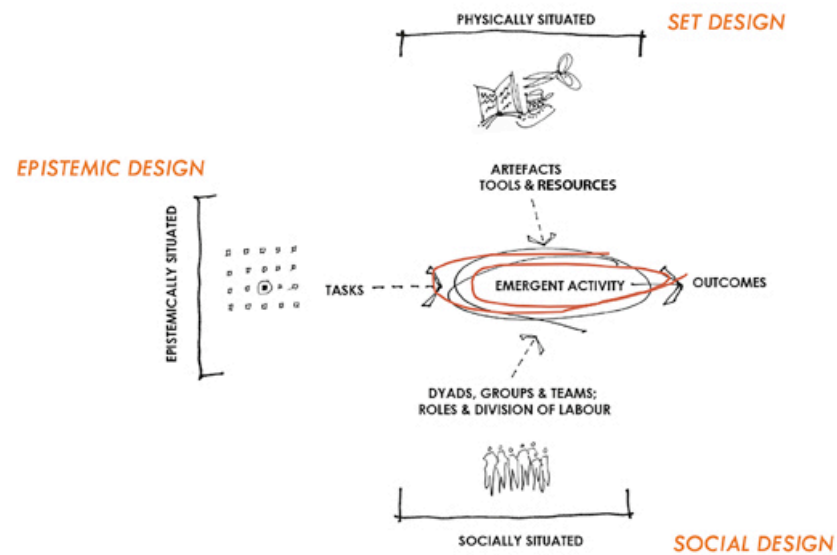 PHYSICALLY SITUATED
SET DESIGN
EPISTEMIC DESIGN
ARTEFACTS
TOOLS & RESOURCES
EPISTEMICALLY SITUATED
TASKS
EMERGENT ACTIVITY
OUTCOMES
DYADS, GROUPS & TEAMS;
ROLES & DIVISION OF LABOUR
SOCIALLY SITUATED
SOCIAL DESIGN